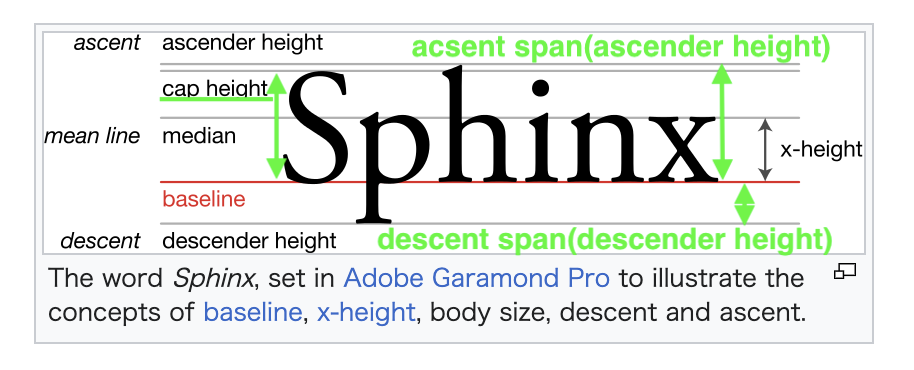 ascent ascender height acsent span(ascender height)
cap height
Sphinx
mean line median
x-height
baseline
descent descender height descent span(descender height)
The word Sphinx, set in Adobe Garamond Pro to illustrate the
concepts of baseline, x-height, body size, descent and ascent.